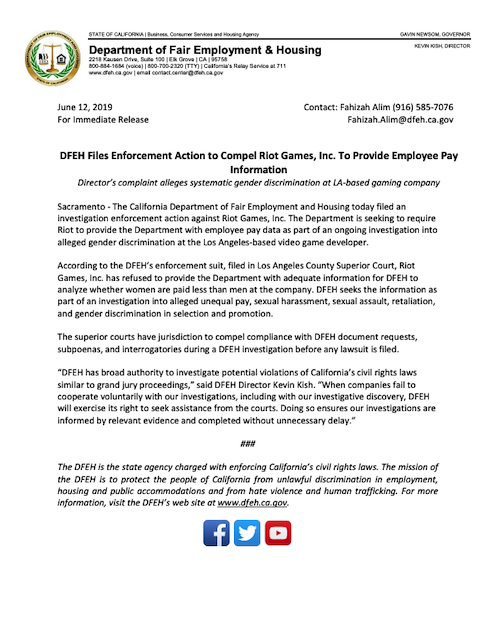 STATE OF CALIFORNIA | Business, Consumer Services and Housing Agency
GAVIN NEWSOM, GOVERNOR
KEVIN KISH, DIRECTOR
Department of Fair Employment & Housing
2218 Kausen Drive, Suite 100 | Elk Grove | CA | 95758
800-884-1684 (voice) | 800-700-2320 (TTY) | California's Relay Service at 711
www.dfeh.ca.gov | email contact.center@dfeh.ca.gov
June 12, 2019
For Immediate Release
Contact: Fahizah Alim (916) 585-7076
Fahizah.Alim@dfeh.ca.gov
DFEH Files Enforcement Action to Compel Riot Games, Inc. To Provide Employee Pay
Information
Director's complaint alleges systematic gender discrimination at LA-based gaming company
Sacramento - The California Department of Fair Employment and Housing today filed an
investigation enforcement action against Riot Games, Inc. The Department is seeking to require
Riot to provide the Department with employee pay data as part of an ongoing investigation into
alleged gender discrimination at the Los Angeles-based video game developer.
According to the DFEH's enforcement suit, filed in Los Angeles County Superior Court, Riot
Games, Inc. has refused to provide the Department with adequate information for DFEH to
analyze whether women are paid less than men at the company. DFEH seeks the information as
part of an investigation into alleged unequal pay, sexual harassment, sexual assault, retaliation,
and gender discrimination in selection and promotion.
The superior courts have jurisdiction to compel compliance with DFEH document requests,
subpoenas, and interrogatories during a DFEH investigation before any lawsuit is filed.
"DFEH has broad authority to investigate potential violations of California's civil rights laws
similar to grand jury proceedings," said DFEH Director Kevin Kish. "When companies fail to
cooperate voluntarily with our investigations, including with our investigative discovery, DFEH
will exercise its right to seek assistance from the courts. Doing so ensures our investigations are
informed by relevant evidence and completed without unnecessary delay."
###
The DFEH is the state agency charged with enforcing California's civil rights laws. The mission of
the DFEH is to protect the people of California from unlawful discrimination in employment,
housing and public accommodations and from hate violence and human trafficking. For more
information, visit the DFEH's web site at www.dfeh.ca.gov.